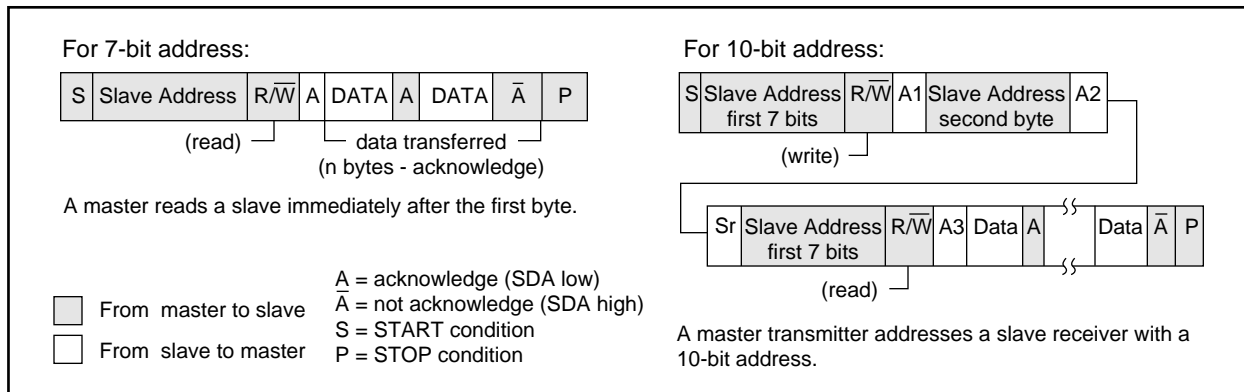 For 7-bit address:
S Slave Address R/W̅ A DATA A DATA A̅ P
(read) data transferred
(n bytes - acknowledge)
A master reads a slave immediately after the first byte.
From master to slave
From slave to master
A = acknowledge (SDA low)
A̅ = not acknowledge (SDA high)
S = START condition
P = STOP condition
For 10-bit address:
S Slave Address first 7 bits R/W̅ A1 Slave Address second byte A2
(write)
Sr Slave Address first 7 bits R/W̅ A3 Data A Data A̅ P
(read)
A master transmitter addresses a slave receiver with a
10-bit address.